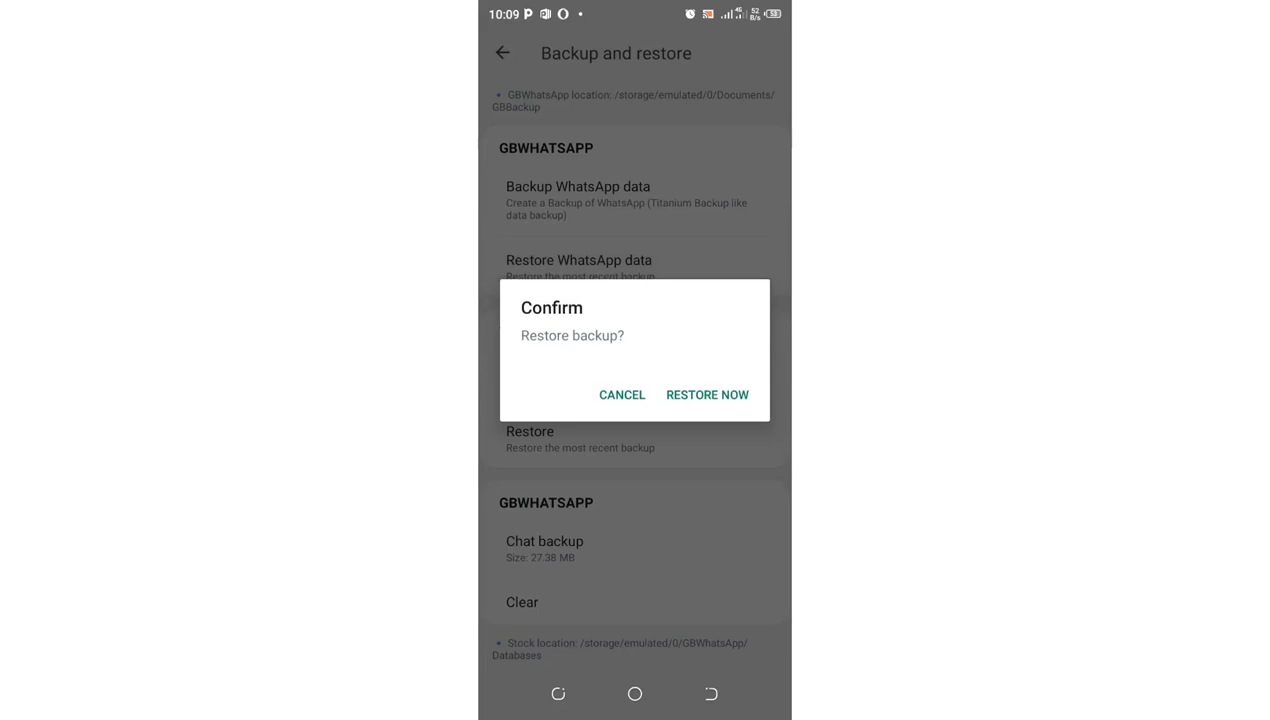 10:09
4G
52
B/s
53
Backup and restore
GBWhatsApp location: /storage/emulated/0/Documents/
GBBackup
GBWHATSAPP
Backup WhatsApp data
Create a Backup of WhatsApp (Titanium Backup like
data backup)
Restore WhatsApp data
Restore the most recent backup
Confirm
Restore backup?
CANCEL RESTORE NOW
Restore
Restore the most recent backup
GBWHATSAPP
Chat backup
Size: 27.38 MB
Clear
Stock location: /storage/emulated/0/GBWhatsApp/
Databases